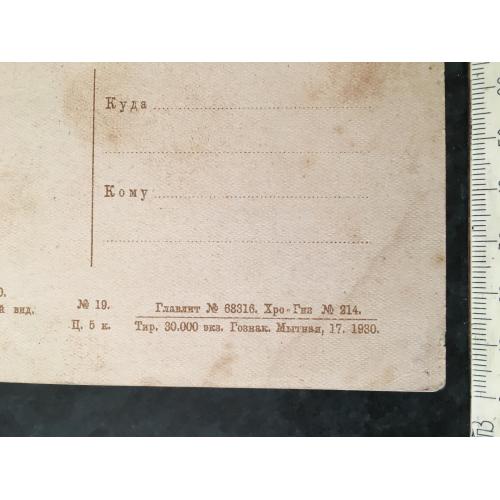 Куда
Кому
0.
й вид.
№ 19.
Ц. 5 к.
Главлит № 68316. Хро-Гиз № 214.
Тир. 30.000 экз. Гознак. Мытная, 17. 1930.